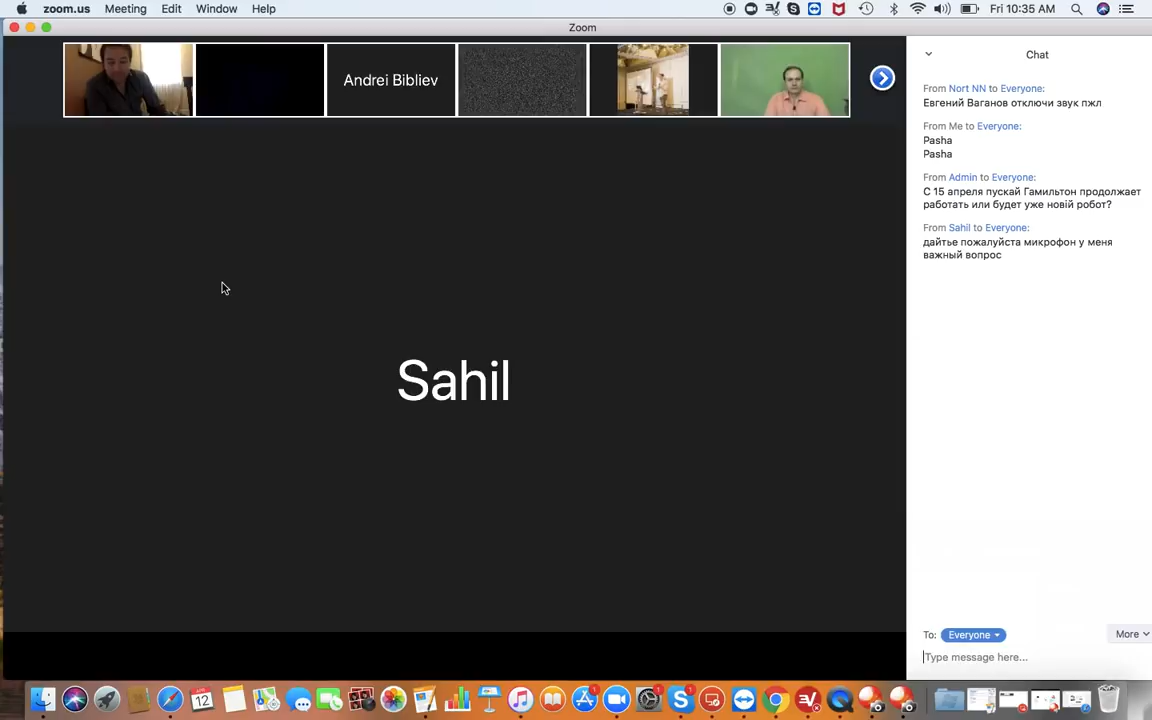 zoom.us Meeting Edit Window Help Fri 10:35 AM
Zoom
Andrei Bibliev
Sahil
Chat
From Nort NN to Everyone:
Евгений Ваганов отключи звук пжл
From Me to Everyone:
Pasha
Pasha
From Admin to Everyone:
С 15 апреля пускай Гамильтон продолжает
работать или будет уже новій робот?
From Sahil to Everyone:
дайтье пожалуйста микрофон у меня
важный вопрос
To: Everyone
More
Type message here...
12